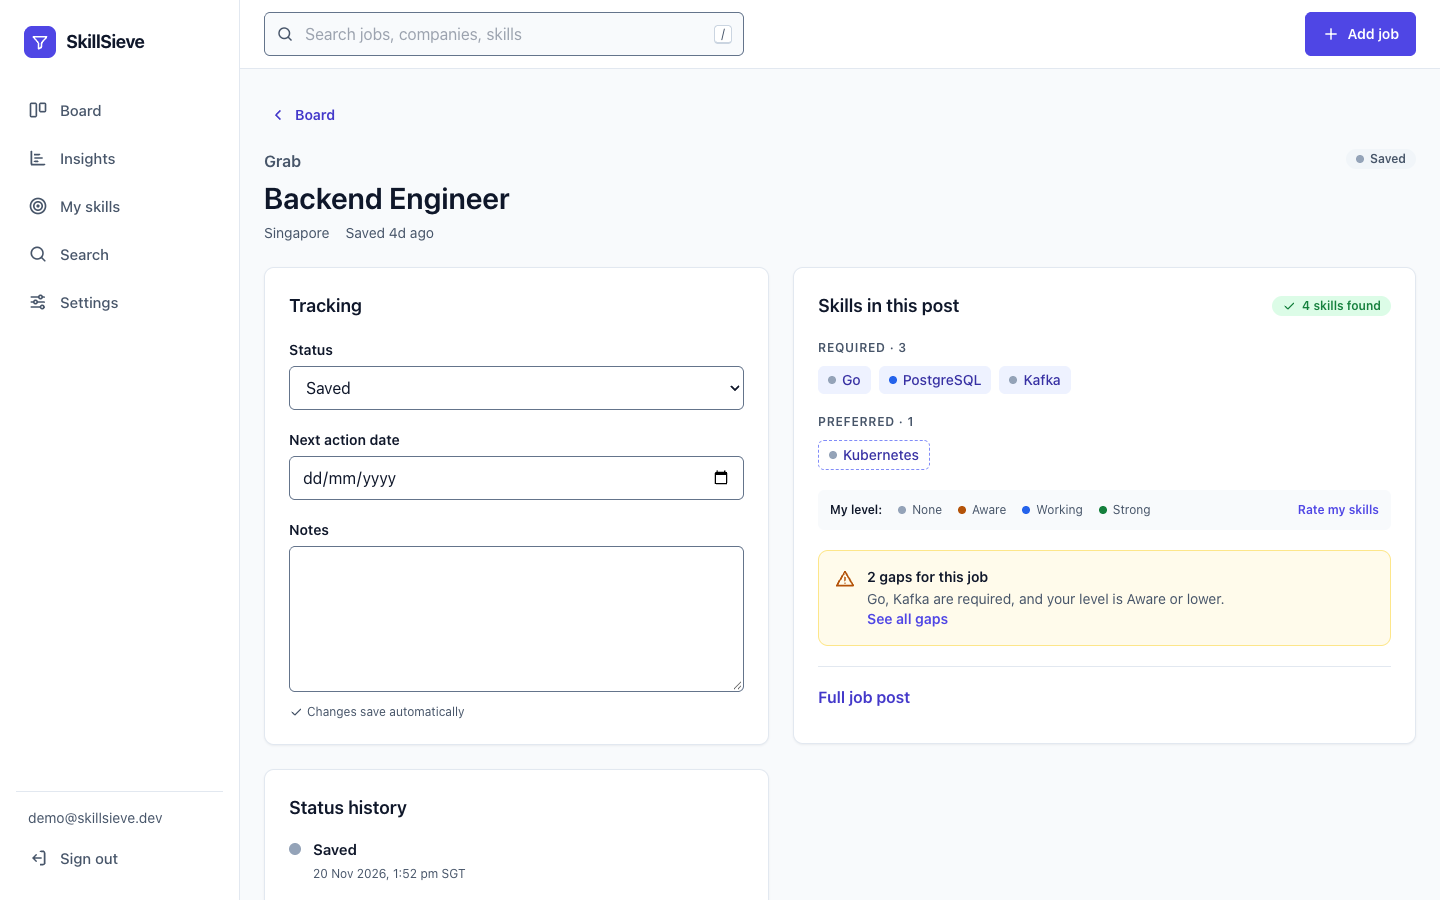 SkillSieve
Board
Insights
My skills
Search
Settings
demo@skillsieve.dev
Sign out
Search jobs, companies, skills
/
Add job
Board
Grab
Saved
Backend Engineer
Singapore Saved 4d ago
Tracking
Status
Saved
Next action date
dd/mm/yyyy
Notes
Changes save automatically
Skills in this post
4 skills found
REQUIRED · 3
Go PostgreSQL Kafka
PREFERRED · 1
Kubernetes
My level: None Aware Working Strong Rate my skills
2 gaps for this job
Go, Kafka are required, and your level is Aware or lower.
See all gaps
Full job post
Status history
Saved
20 Nov 2026, 1:52 pm SGT